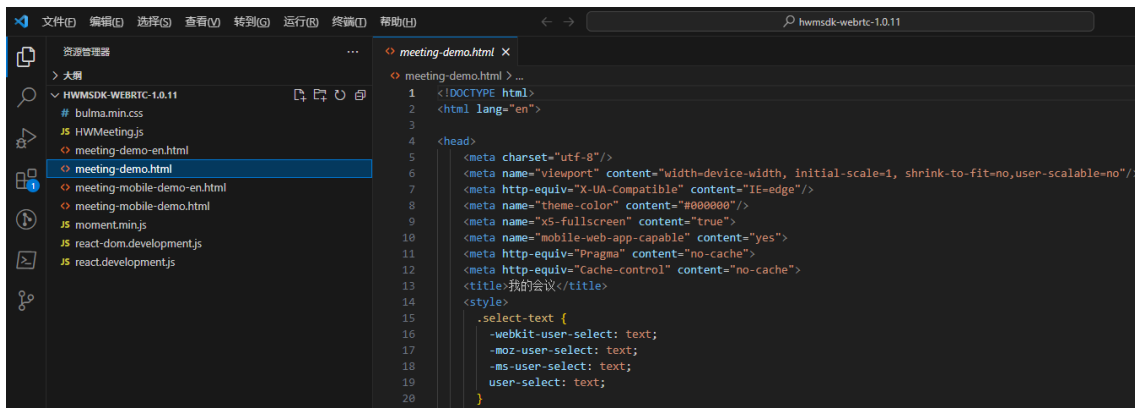 文件(F) 编辑(E) 选择(S) 查看(V) 转到(G) 运行(R) 终端(T) 帮助(H) hwmsdk-webrtc-1.0.11
资源管理器
大纲
HWMSDK-WEBRTC-1.0.11
# bulma.min.css
JS HWMeeting.js
<> meeting-demo-en.html
<> meeting-demo.html
<> meeting-mobile-demo-en.html
<> meeting-mobile-demo.html
JS moment.min.js
JS react-dom.development.js
JS react.development.js
1
<> meeting-demo.html ×
<> meeting-demo.html > ...
1 <!DOCTYPE html>
2 <html lang="en">
3
4 <head>
5 <meta charset="utf-8"/>
6 <meta name="viewport" content="width=device-width, initial-scale=1, shrink-to-fit=no,user-scalable=no"/>
7 <meta http-equiv="X-UA-Compatible" content="IE=edge"/>
8 <meta name="theme-color" content="#000000"/>
9 <meta name="x5-fullscreen" content="true">
10 <meta name="mobile-web-app-capable" content="yes">
11 <meta http-equiv="Pragma" content="no-cache">
12 <meta http-equiv="Cache-control" content="no-cache">
13 <title>我的会议</title>
14 <style>
15 .select-text {
16 -webkit-user-select: text;
17 -moz-user-select: text;
18 -ms-user-select: text;
19 user-select: text;
20 }